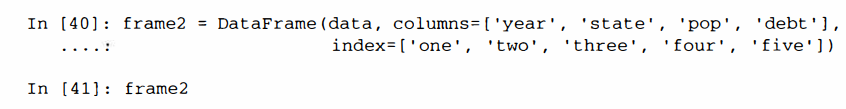 In [40]: frame2 = DataFrame(data, columns=['year', 'state', 'pop', 'debt'],
   ....:                    index=['one', 'two', 'three', 'four', 'five'])
In [41]: frame2